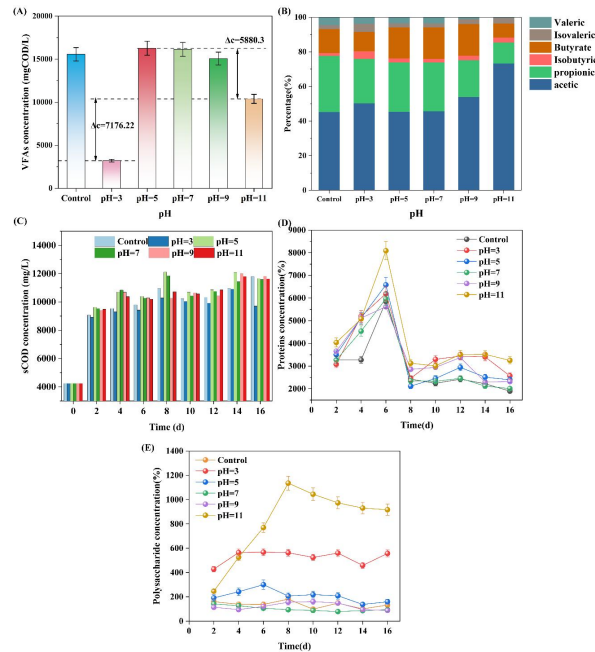 (A)
VFAs concentration (mgCOD/L)
20000
15000
10000
5000
0
Δc=5880.3
Δc=7176.22
Control pH=3 pH=5 pH=7 pH=9 pH=11
pH
(B)
Percentage(%)
100
80
60
40
20
0
Control pH=3 pH=5 pH=7 pH=9 pH=11
pH
Valeric
Isovaleric
Butyrate
Isobutyric
propionic
acetic
(C)
sCOD concentration (mg/L)
14000
12000
10000
8000
6000
4000
Control pH=3 pH=5
pH=7 pH=9 pH=11
0 2 4 6 8 10 12 14 16
Time (d)
(D)
Proteins concentration(%)
9000
8000
7000
6000
5000
4000
3000
2000
Control
pH=3
pH=5
pH=7
pH=9
pH=11
0 2 4 6 8 10 12 14 16
Time(d)
(E)
Polysaccharide concentration(%)
1400
1200
1000
800
600
400
200
0
Control
pH=3
pH=5
pH=7
pH=9
pH=11
0 2 4 6 8 10 12 14 16
Time(d)